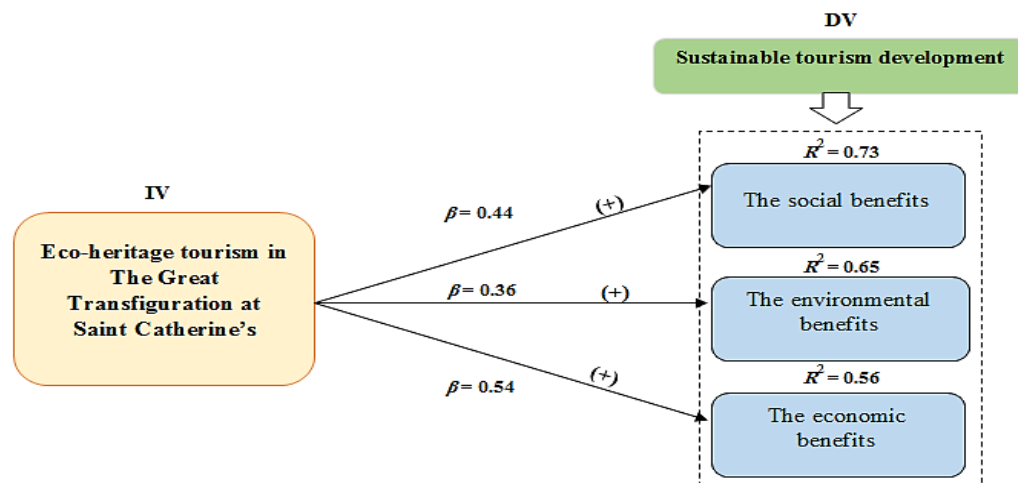 DV
Sustainable tourism development
R² = 0.73
IV
The social benefits
(+)
β = 0.44
Eco-heritage tourism in
The Great
Transfiguration at
Saint Catherine's
R² = 0.65
β = 0.36
(+)
The environmental
benefits
(+)
β = 0.54
R² = 0.56
The economic
benefits